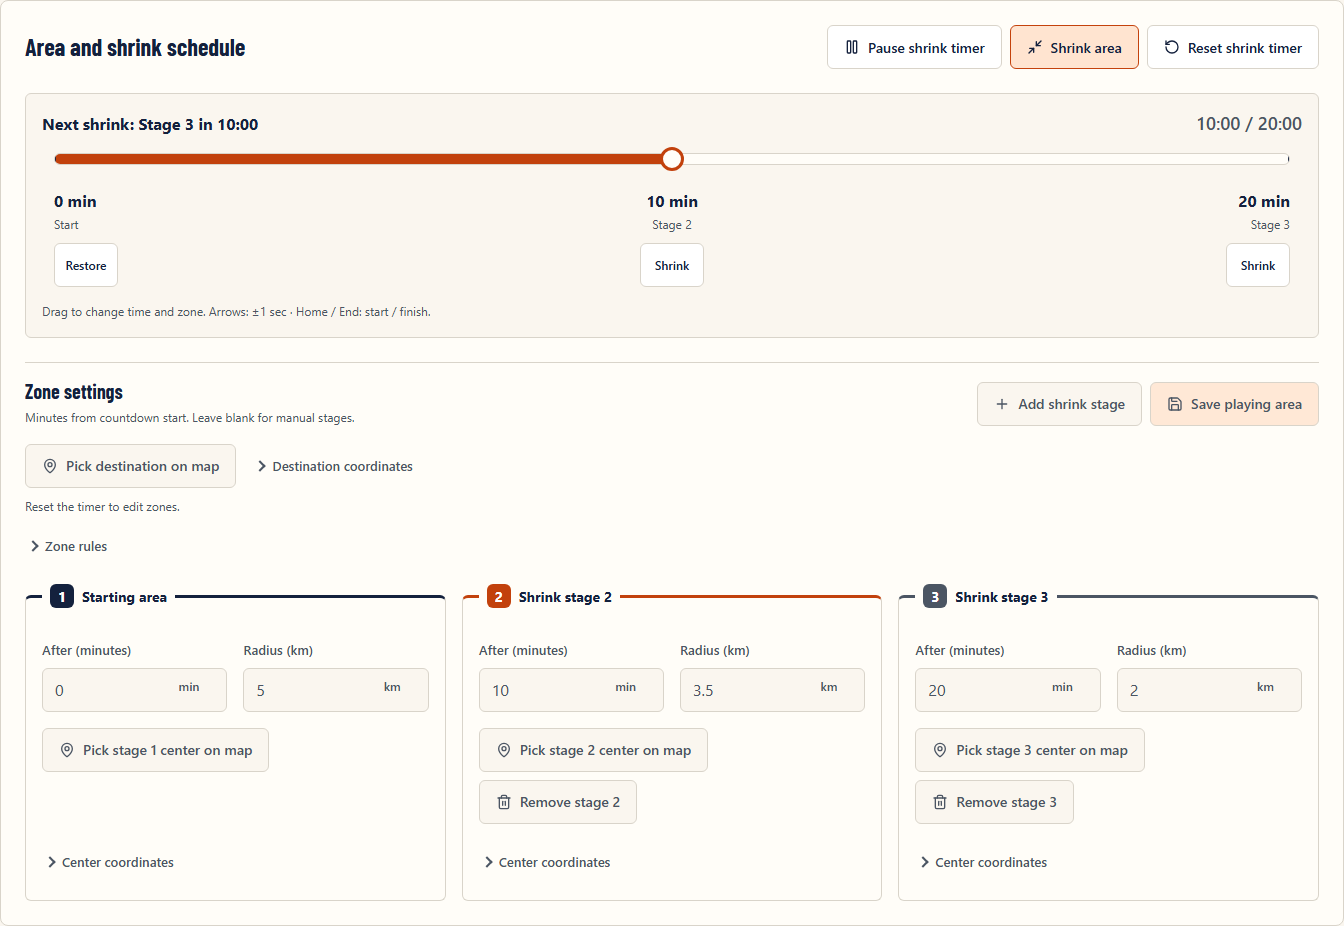 Area and shrink schedule
Pause shrink timer
Shrink area
Reset shrink timer
Next shrink: Stage 3 in 10:00
10:00 / 20:00
0 min
10 min
20 min
Start
Stage 2
Stage 3
Restore
Shrink
Shrink
Drag to change time and zone. Arrows: ±1 sec · Home / End: start / finish.
Zone settings
Minutes from countdown start. Leave blank for manual stages.
Add shrink stage
Save playing area
Pick destination on map
Destination coordinates
Reset the timer to edit zones.
Zone rules
1 Starting area
After (minutes)
Radius (km)
0 min
5 km
Pick stage 1 center on map
Center coordinates
2 Shrink stage 2
After (minutes)
Radius (km)
10 min
3.5 km
Pick stage 2 center on map
Remove stage 2
Center coordinates
3 Shrink stage 3
After (minutes)
Radius (km)
20 min
2 km
Pick stage 3 center on map
Remove stage 3
Center coordinates